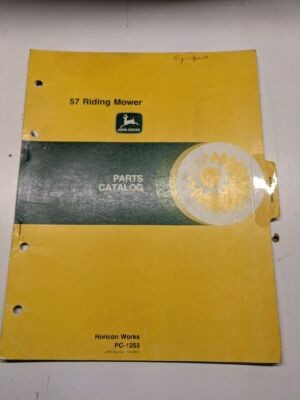 57 Riding Mower
JOHN DEERE
PARTS
CATALOG
Horicon Works
PC-1253